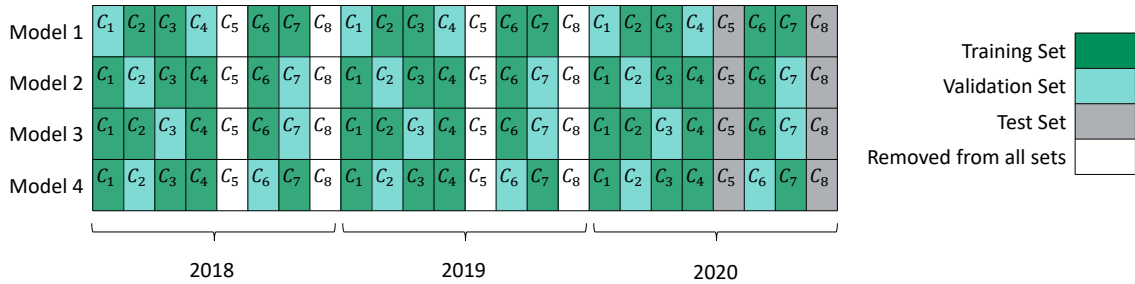 Model 1 C₁ C₂ C₃ C₄ C₅ C₆ C₇ C₈ C₁ C₂ C₃ C₄ C₅ C₆ C₇ C₈ C₁ C₂ C₃ C₄ C₅ C₆ C₇ C₈
Model 2 C₁ C₂ C₃ C₄ C₅ C₆ C₇ C₈ C₁ C₂ C₃ C₄ C₅ C₆ C₇ C₈ C₁ C₂ C₃ C₄ C₅ C₆ C₇ C₈
Model 3 C₁ C₂ C₃ C₄ C₅ C₆ C₇ C₈ C₁ C₂ C₃ C₄ C₅ C₆ C₇ C₈ C₁ C₂ C₃ C₄ C₅ C₆ C₇ C₈
Model 4 C₁ C₂ C₃ C₄ C₅ C₆ C₇ C₈ C₁ C₂ C₃ C₄ C₅ C₆ C₇ C₈ C₁ C₂ C₃ C₄ C₅ C₆ C₇ C₈
2018 2019 2020
Training Set
Validation Set
Test Set
Removed from all sets